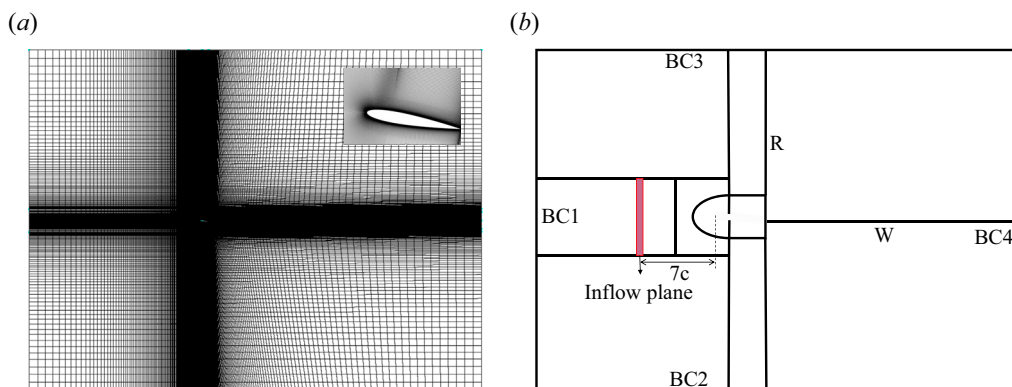 (a)
(b)
BC3
R
BC1
W
BC4
7c
Inflow plane
BC2